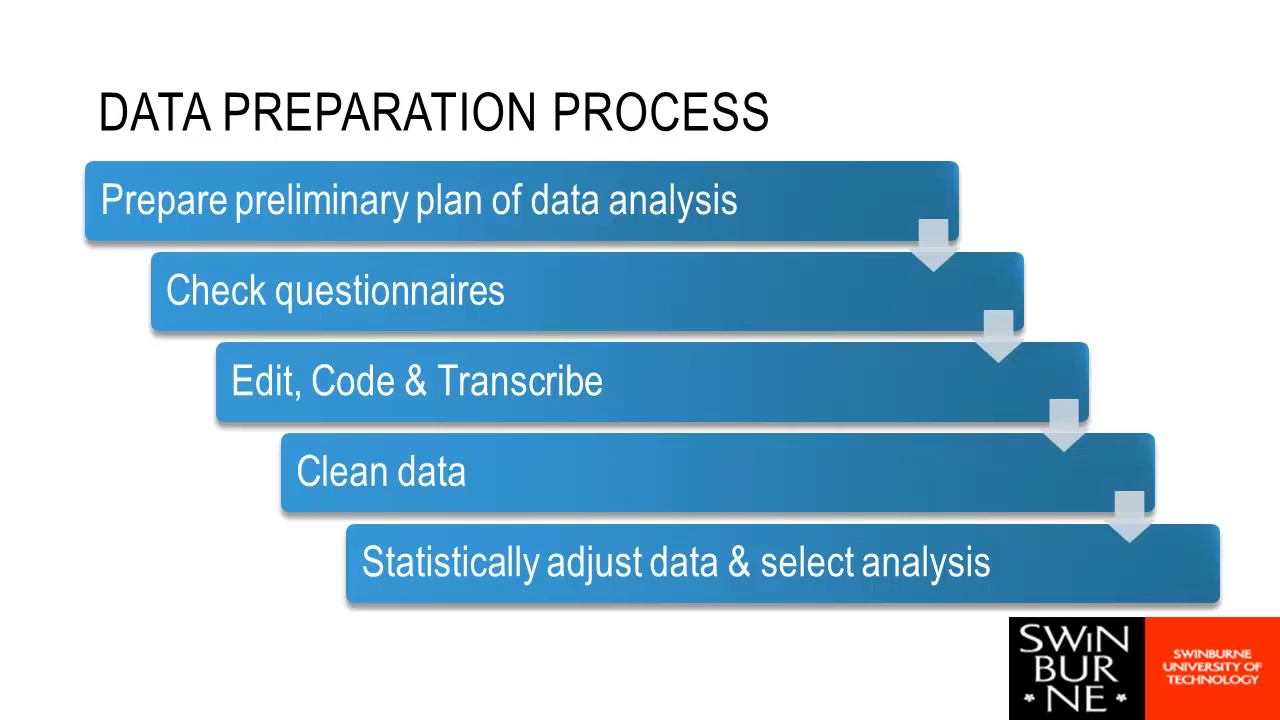 DATA PREPARATION PROCESS
Prepare preliminary plan of data analysis
Check questionnaires
Edit, Code & Transcribe
Clean data
Statistically adjust data & select analysis
SWiN
BUR
NE
SWINBURNE
UNIVERSITY OF
TECHNOLOGY